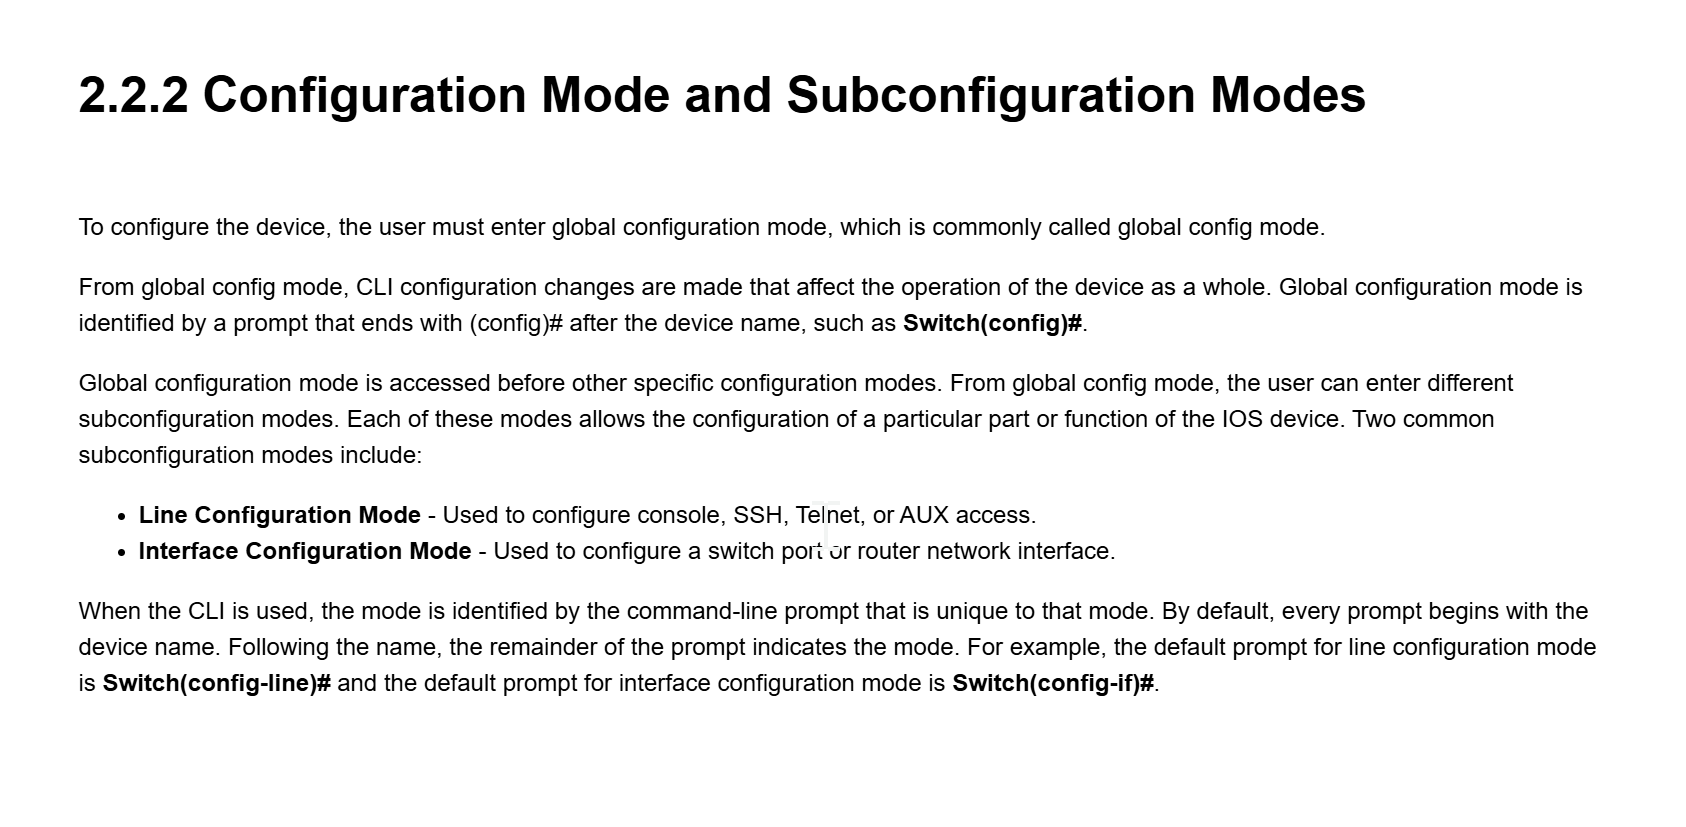 2.2.2 Configuration Mode and Subconfiguration Modes
To configure the device, the user must enter global configuration mode, which is commonly called global config mode.
From global config mode, CLI configuration changes are made that affect the operation of the device as a whole. Global configuration mode is
identified by a prompt that ends with (config)# after the device name, such as Switch(config)#.
Global configuration mode is accessed before other specific configuration modes. From global config mode, the user can enter different
subconfiguration modes. Each of these modes allows the configuration of a particular part or function of the IOS device. Two common
subconfiguration modes include:
• Line Configuration Mode - Used to configure console, SSH, Telnet, or AUX access.
• Interface Configuration Mode - Used to configure a switch port or router network interface.
When the CLI is used, the mode is identified by the command-line prompt that is unique to that mode. By default, every prompt begins with the
device name. Following the name, the remainder of the prompt indicates the mode. For example, the default prompt for line configuration mode
is Switch(config-line)# and the default prompt for interface configuration mode is Switch(config-if)#.